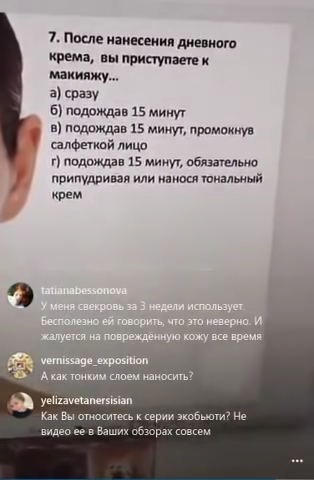 7. После нанесения дневного
крема, вы приступаете к
макияжу...
а) сразу
б) подождав 15 минут
в) подождав 15 минут, промокнув
салфеткой лицо
г) подождав 15 минут, обязательно
припудривая или нанося тональный
крем
tatianabessonova
У меня свекровь за 3 недели использует.
Бесполезно ей говорить, что это неверно. И
жалуется на повреждённую кожу все время
vernissage_exposition
А как тонким слоем наносить?
yelizavetanersisian
Как Вы относитесь к серии экобьюти? Не
видео ее в Ваших обзорах совсем